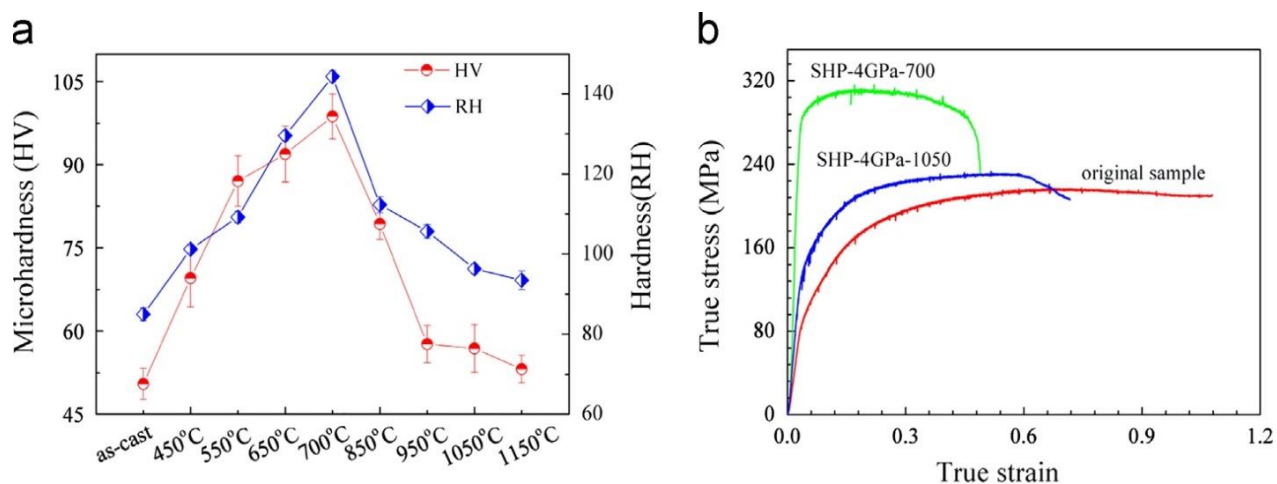 a
Microhardness (HV)
105
90
75
60
45
HV
RH
140
120
100
80
60
Hardness(RH)
as-cast
450°C
550°C
650°C
700°C
850°C
950°C
1050°C
1150°C
b
True stress (MPa)
320
240
160
80
0
SHP-4GPa-700
SHP-4GPa-1050
original sample
0.0
0.3
0.6
0.9
1.2
True strain